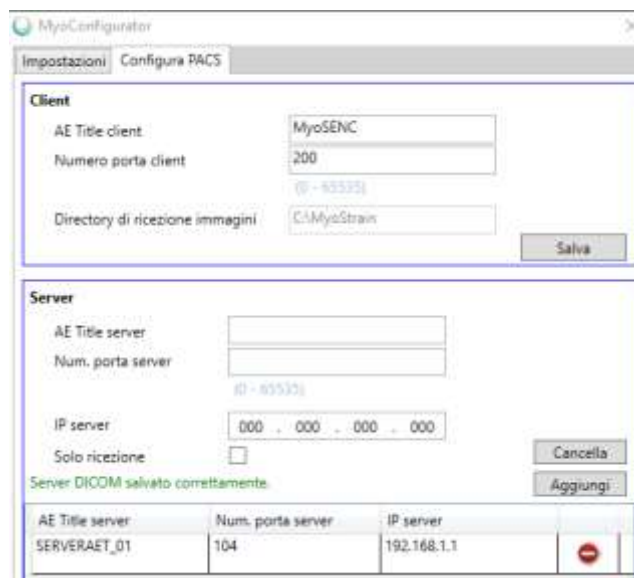 MyoConfigurator
Impostazioni Configura PACS
Client
AE Title client MyoSENC
Numero porta client 200
(0 - 65535)
Directory di ricezione immagini C:\MyoStrain
Salva
Server
AE Title server
Num. porta server
(0 - 65535)
IP server 000 . 000 . 000 . 000
Solo ricezione Cancella
Server DICOM salvato correttamente. Aggiungi
AE Title server Num. porta server IP server
SERVERAET_01 104 192.168.1.1